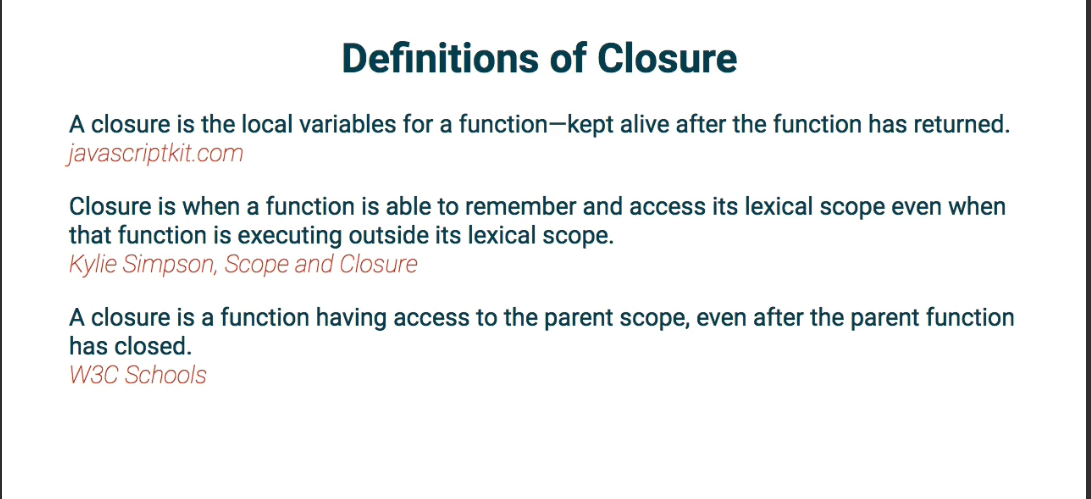 Definitions of Closure
A closure is the local variables for a function—kept alive after the function has returned.
javascriptkit.com
Closure is when a function is able to remember and access its lexical scope even when
that function is executing outside its lexical scope.
Kylie Simpson, Scope and Closure
A closure is a function having access to the parent scope, even after the parent function
has closed.
W3C Schools